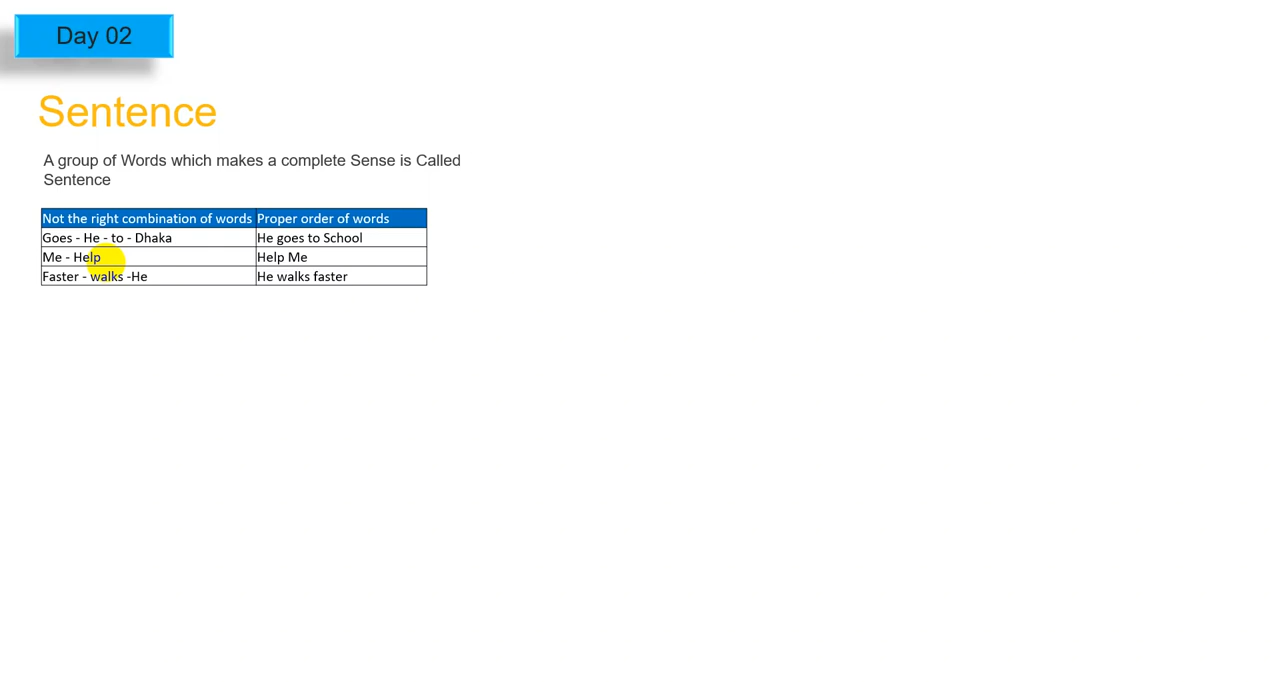 Day 02
Sentence
A group of Words which makes a complete Sense is Called
Sentence
Not the right combination of words Proper order of words
Goes - He - to - Dhaka He goes to School
Me - Help Help Me
Faster - walks -He He walks faster